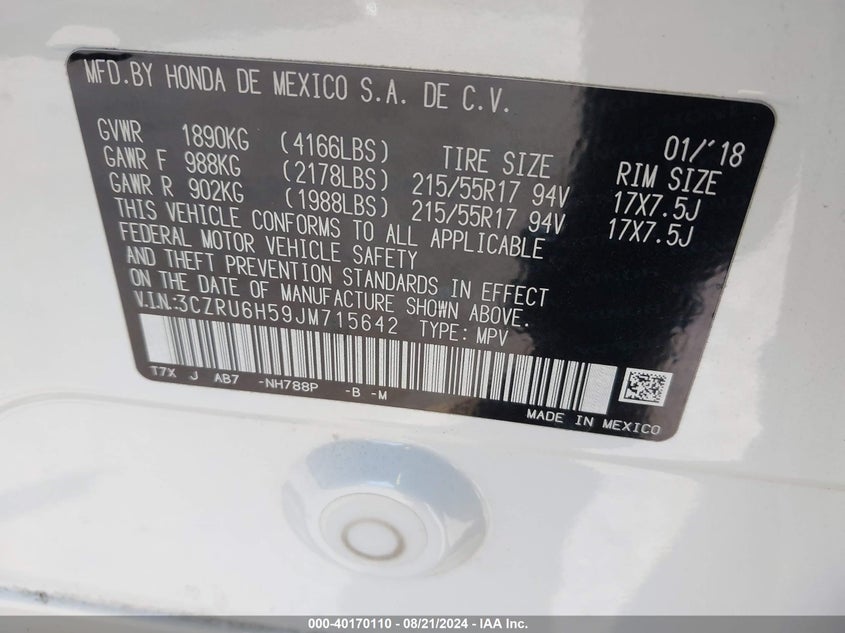 MFD.BY HONDA DE MEXICO S.A. DE C.V.
01/'18
GVWR 1890KG (4166LBS) TIRE SIZE RIM SIZE
GAWR F 988KG (2178LBS) 215/55R17 94V 17X7.5J
GAWR R 902KG (1988LBS) 215/55R17 94V 17X7.5J
THIS VEHICLE CONFORMS TO ALL APPLICABLE
FEDERAL MOTOR VEHICLE SAFETY
AND THEFT PREVENTION STANDARDS IN EFFECT
ON THE DATE OF MANUFACTURE SHOWN ABOVE.
V.I.N.:3CZRU6H59JM715642 TYPE: MPV
T7X J AB7 -NH788P -B -M
MADE IN MEXICO
000-40170110 - 08/21/2024 - IAA Inc.